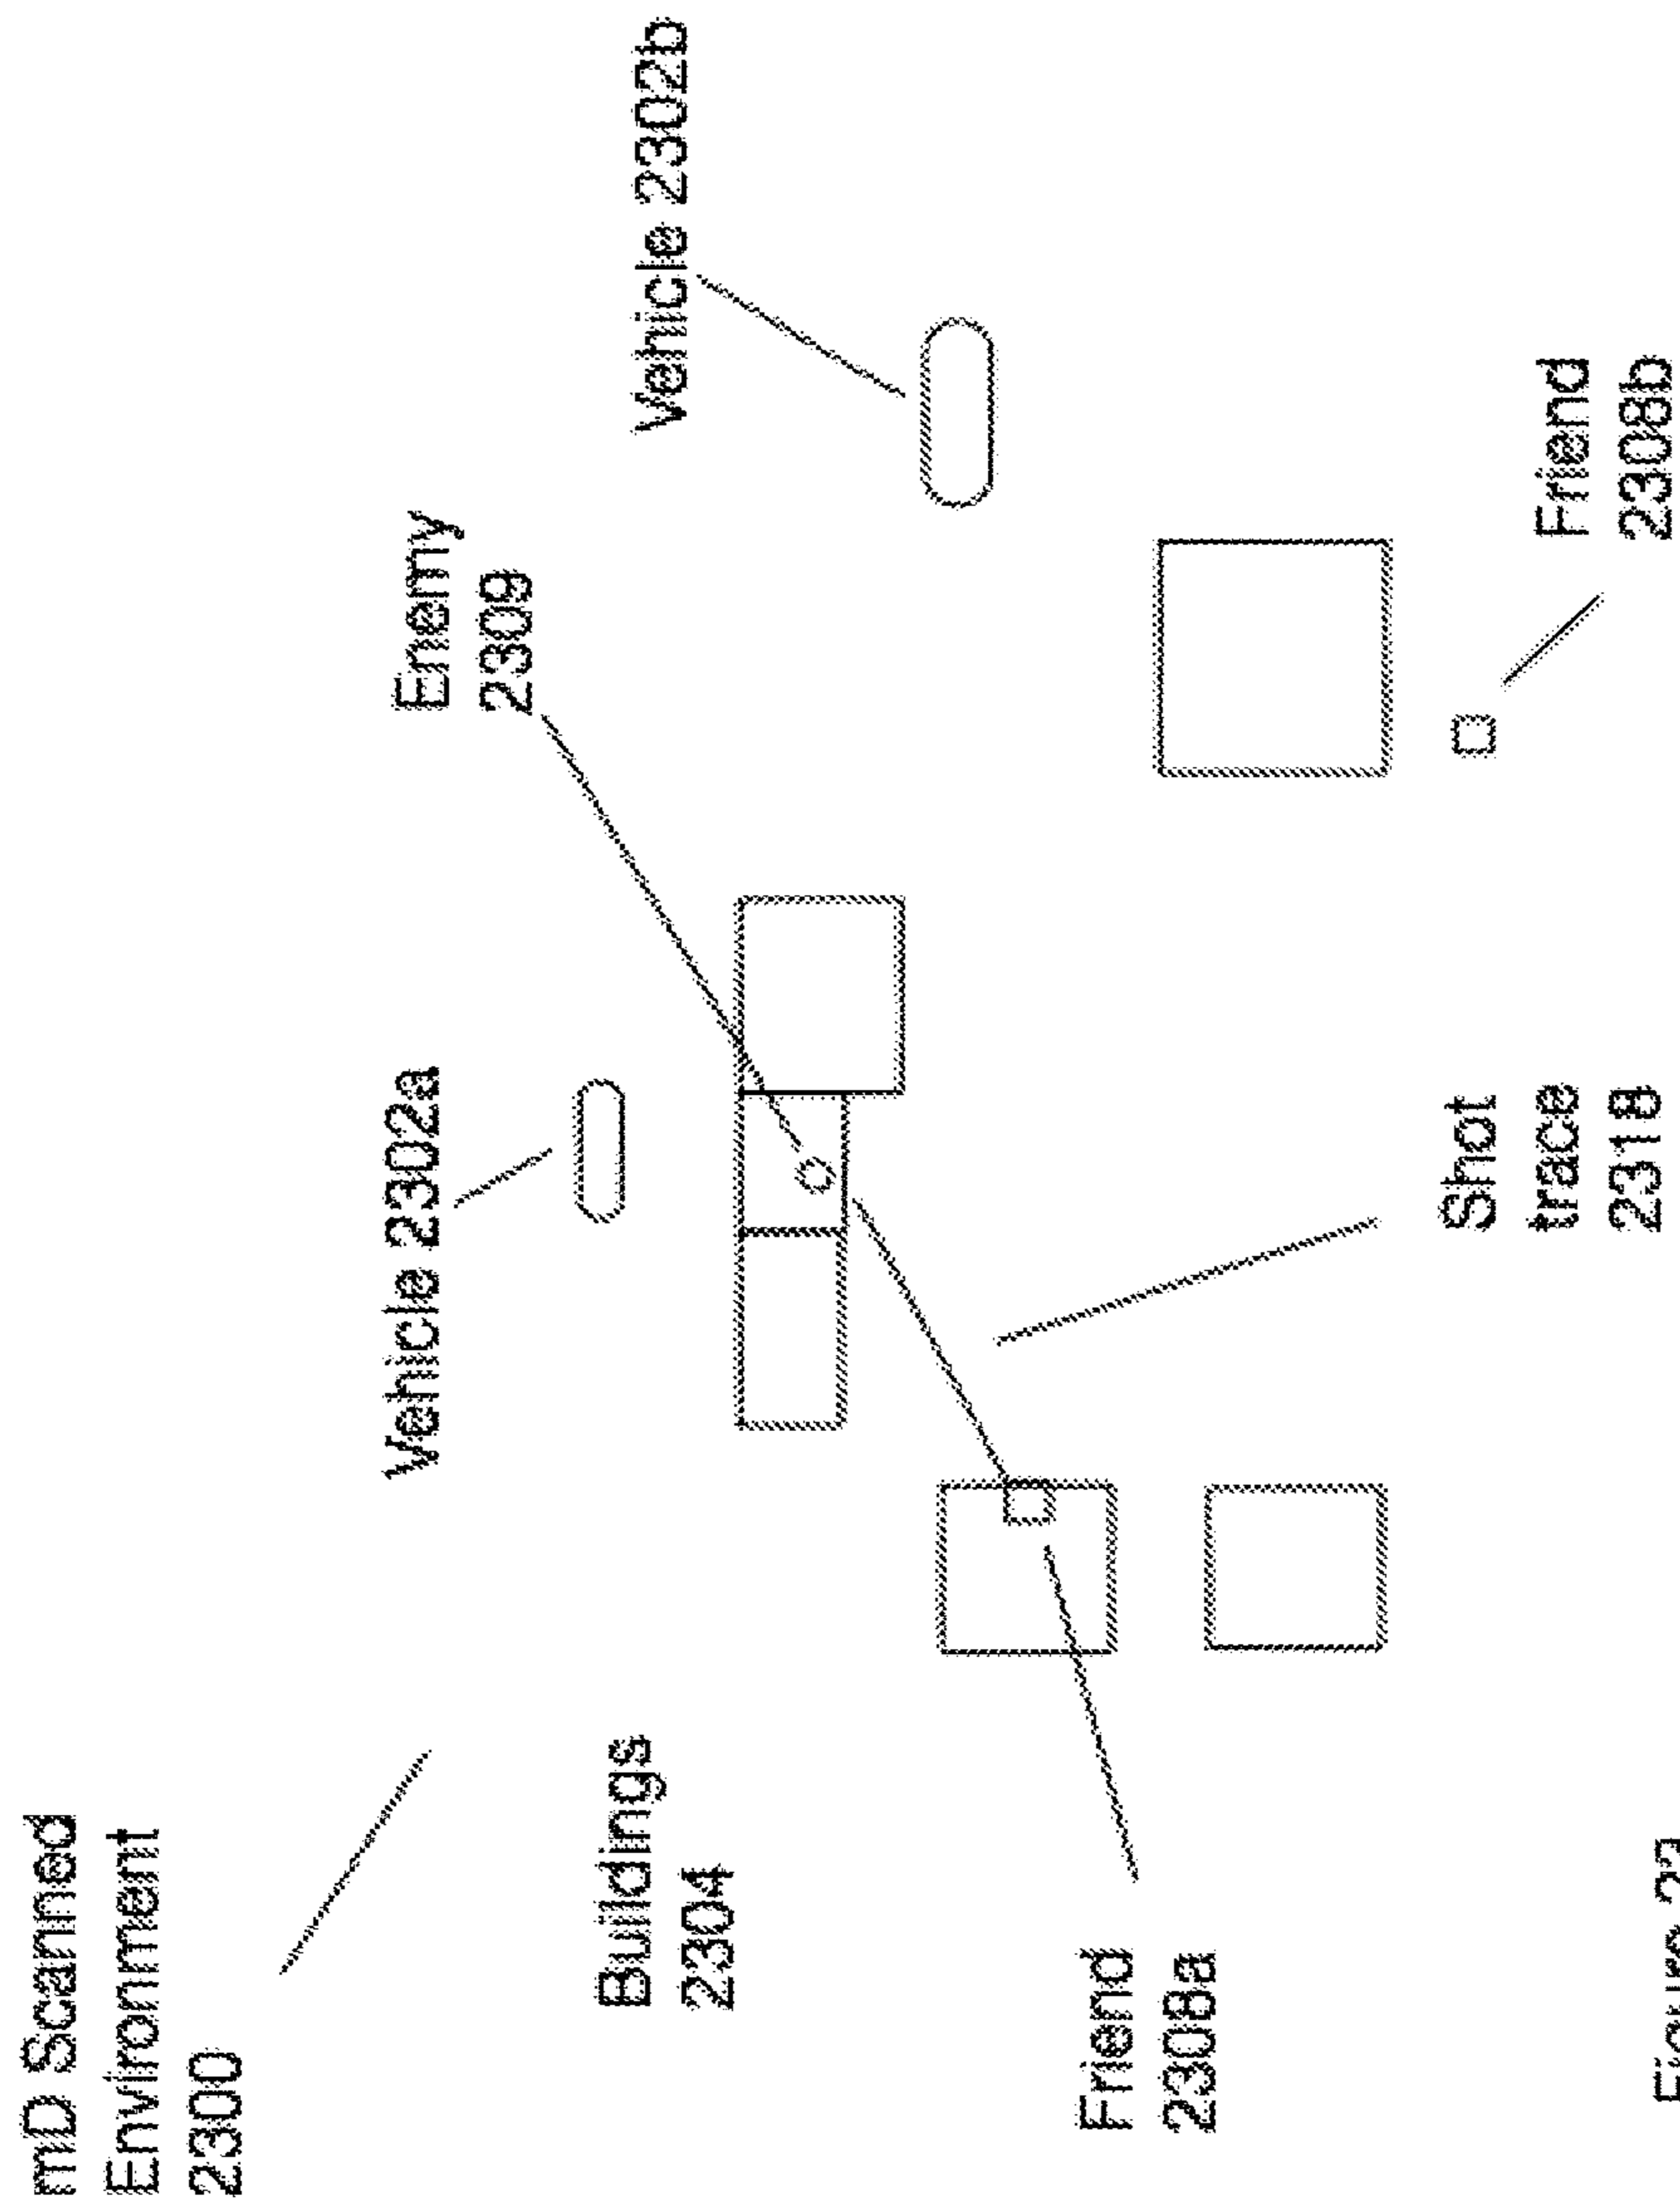 mD Scanned
Environment
2300
Vehicle 2302a
Enemy
2309
Vehicle 2302b
Buildings
2304
Friend
2308a
Shot
trace
2318
Friend
2308b